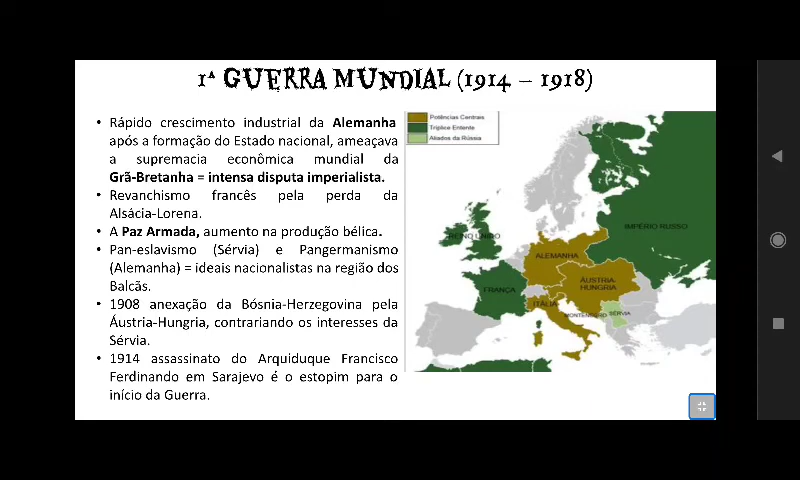 1ª GUERRA MUNDIAL (1914 – 1918)
• Rápido crescimento industrial da Alemanha
após a formação do Estado nacional, ameaçava
a supremacia econômica mundial da
Grã-Bretanha = intensa disputa imperialista.
• Revanchismo francês pela perda da
Alsácia-Lorena.
• A Paz Armada, aumento na produção bélica.
• Pan-eslavismo (Sérvia) e Pangermanismo
(Alemanha) = ideais nacionalistas na região dos
Balcãs.
• 1908 anexação da Bósnia-Herzegovina pela
Áustria-Hungria, contrariando os interesses da
Sérvia.
• 1914 assassinato do Arquiduque Francisco
Ferdinando em Sarajevo é o estopim para o
início da Guerra.
Potências Centrais
Tríplice Entente
Aliados da Rússia
IMPÉRIO RUSSO
REINO UNIDO
ALEMANHA
ÁUSTRIA-
HUNGRIA
FRANÇA
ITÁLIA
MONTENEGRO
SÉRVIA